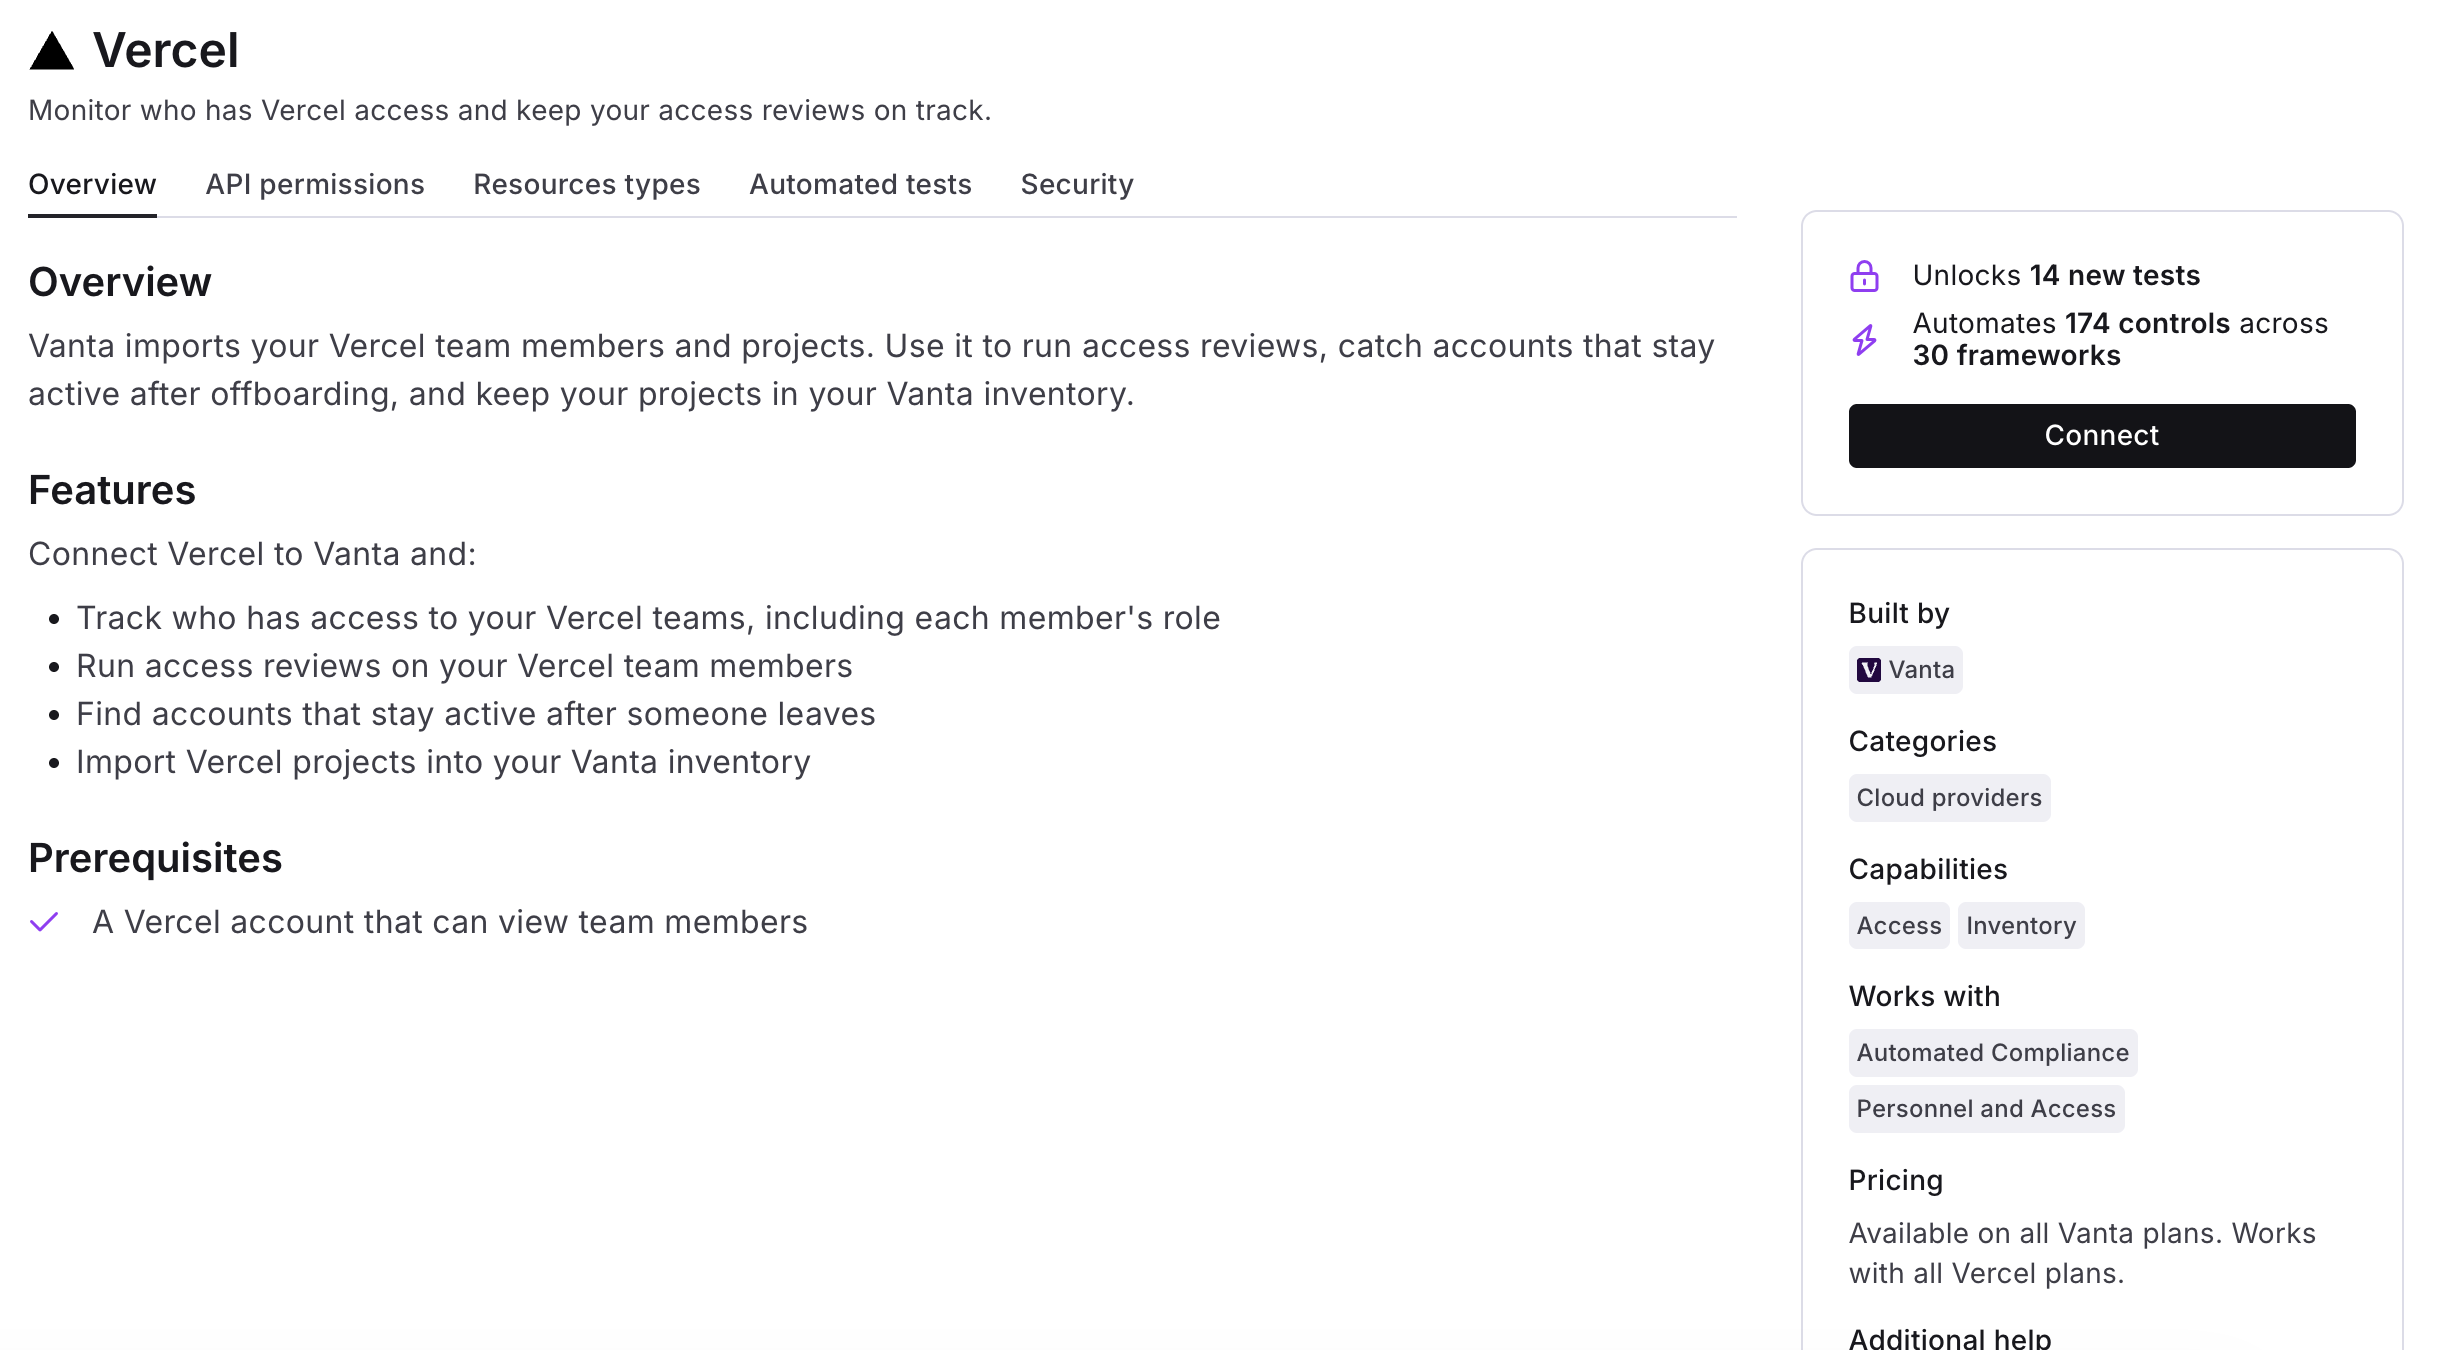 Vercel
Monitor who has Vercel access and keep your access reviews on track.
Overview API permissions Resources types Automated tests Security
Overview
Vanta imports your Vercel team members and projects. Use it to run access reviews, catch accounts that stay
active after offboarding, and keep your projects in your Vanta inventory.
Features
Connect Vercel to Vanta and:
Track who has access to your Vercel teams, including each member's role
Run access reviews on your Vercel team members
Find accounts that stay active after someone leaves
Import Vercel projects into your Vanta inventory
Prerequisites
A Vercel account that can view team members
Unlocks 14 new tests
Automates 174 controls across
30 frameworks
Connect
Built by
Vanta
Categories
Cloud providers
Capabilities
Access Inventory
Works with
Automated Compliance
Personnel and Access
Pricing
Available on all Vanta plans. Works
with all Vercel plans.
Additional help